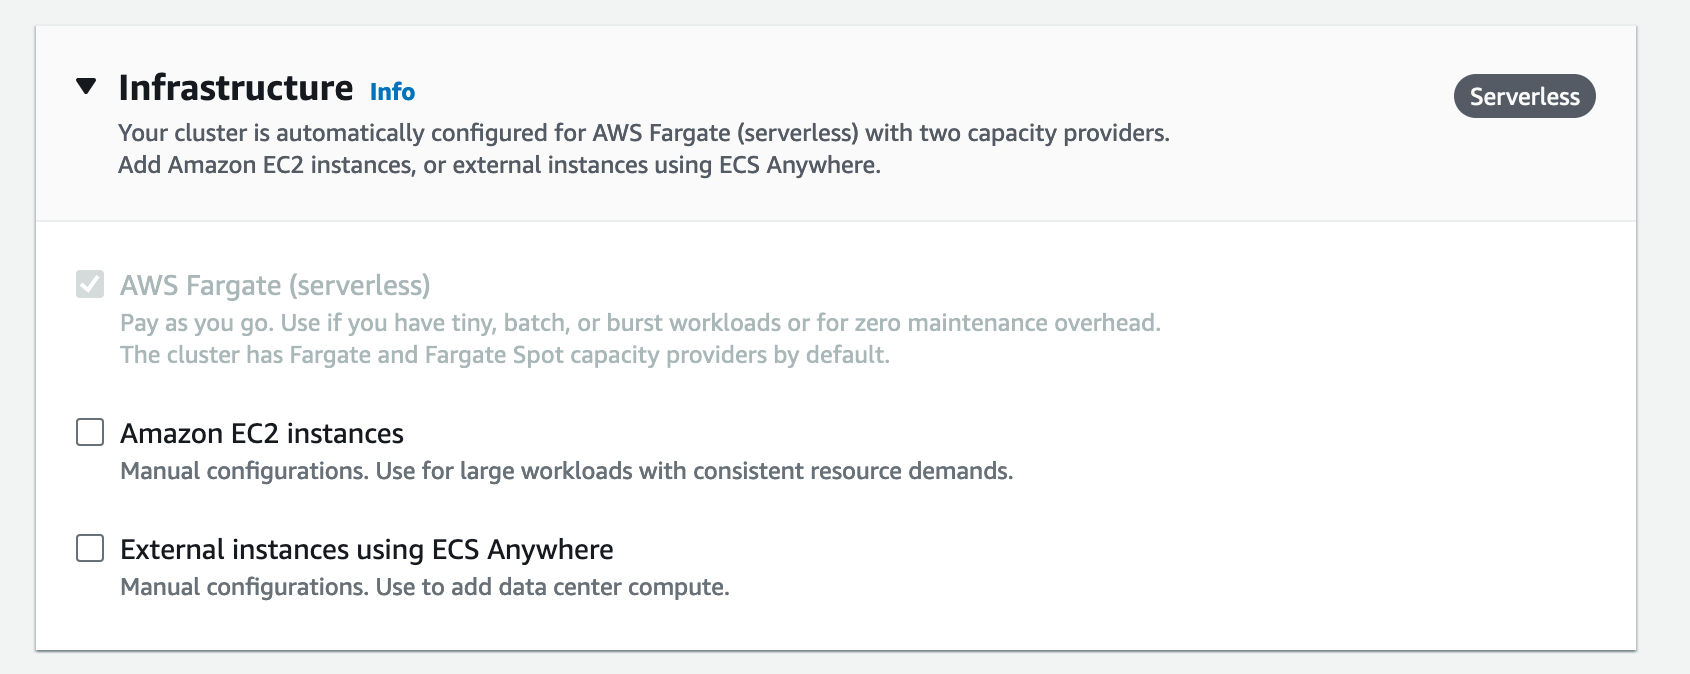 Infrastructure Info
Serverless
Your cluster is automatically configured for AWS Fargate (serverless) with two capacity providers.
Add Amazon EC2 instances, or external instances using ECS Anywhere.
AWS Fargate (serverless)
Pay as you go. Use if you have tiny, batch, or burst workloads or for zero maintenance overhead.
The cluster has Fargate and Fargate Spot capacity providers by default.
Amazon EC2 instances
Manual configurations. Use for large workloads with consistent resource demands.
External instances using ECS Anywhere
Manual configurations. Use to add data center compute.